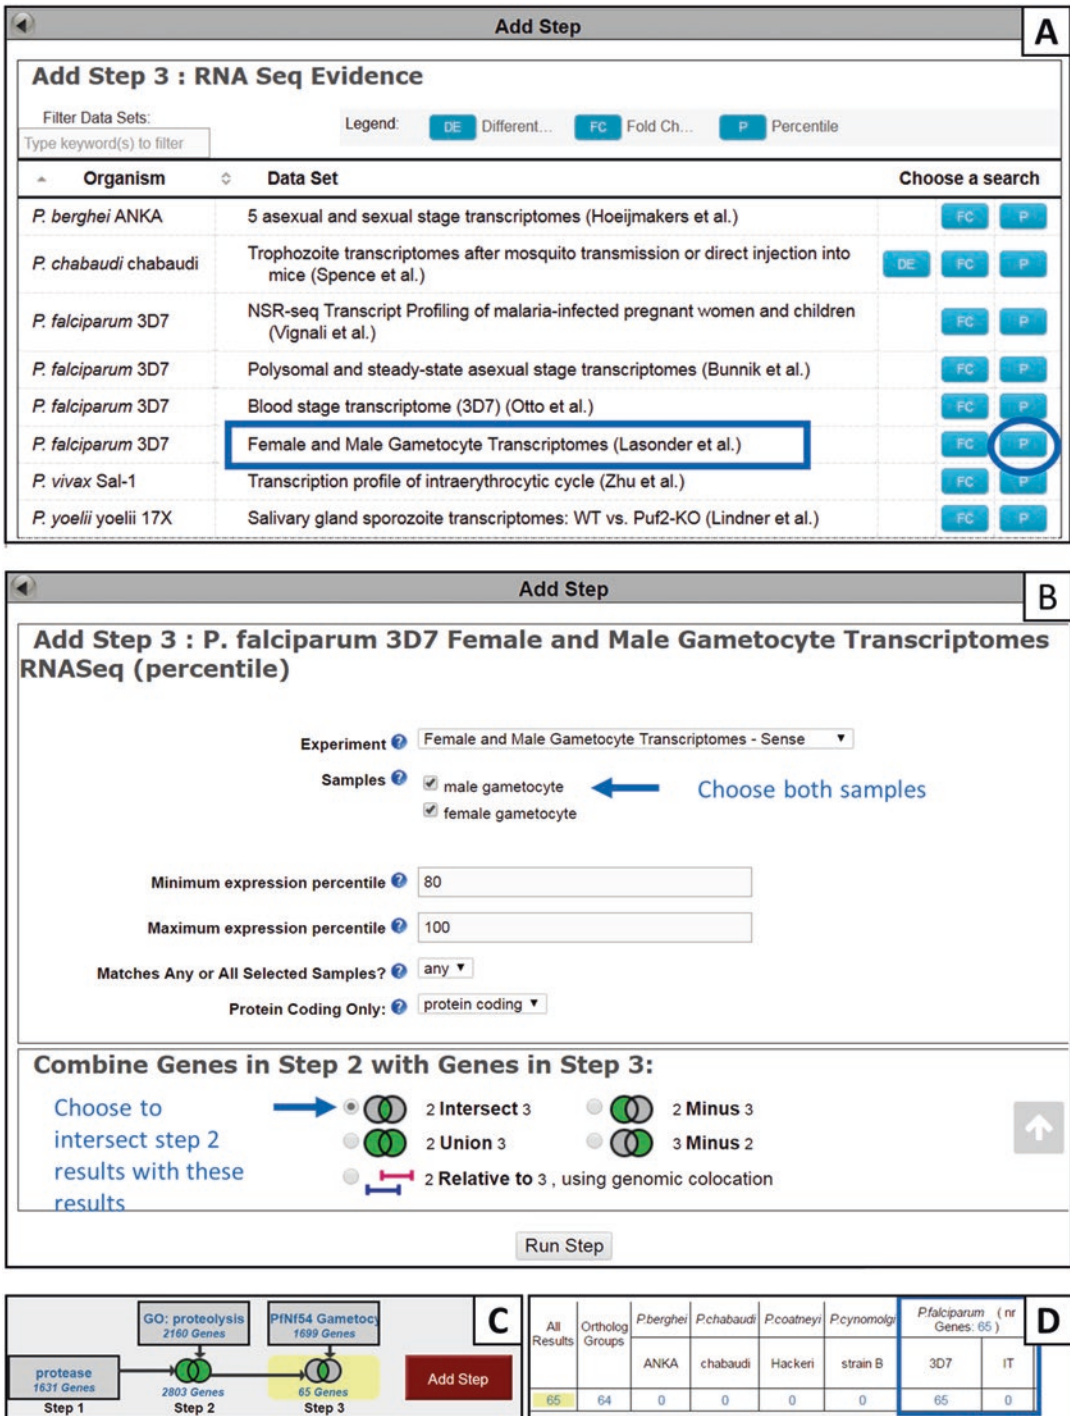 Add Step
A
Add Step 3 : RNA Seq Evidence
Filter Data Sets:
Type keyword(s) to filter
Legend: DE Different... FC Fold Ch... P Percentile
Organism Data Set Choose a search
P. berghei ANKA 5 asexual and sexual stage transcriptomes (Hoeijmakers et al.) FC P
P. chabaudi chabaudi Trophozoite transcriptomes after mosquito transmission or direct injection into DE FC P
mice (Spence et al.)
P. falciparum 3D7 NSR-seq Transcript Profiling of malaria-infected pregnant women and children FC P
(Vignali et al.)
P. falciparum 3D7 Polysomal and steady-state asexual stage transcriptomes (Bunnik et al.) FC P
P. falciparum 3D7 Blood stage transcriptome (3D7) (Otto et al.) FC P
P. falciparum 3D7 Female and Male Gametocyte Transcriptomes (Lasonder et al.) FC P
P. vivax Sal-1 Transcription profile of intraerythrocytic cycle (Zhu et al.) FC P
P. yoelii yoelii 17X Salivary gland sporozoite transcriptomes: WT vs. Puf2-KO (Lindner et al.) FC P
Add Step
B
Add Step 3 : P. falciparum 3D7 Female and Male Gametocyte Transcriptomes
RNASeq (percentile)
Experiment ? Female and Male Gametocyte Transcriptomes - Sense
Samples ? male gametocyte
Choose both samples
female gametocyte
Minimum expression percentile ? 80
Maximum expression percentile ? 100
Matches Any or All Selected Samples? ? any
Protein Coding Only: ? protein coding
Combine Genes in Step 2 with Genes in Step 3:
Choose to
intersect step 2
results with these
results
2 Intersect 3 2 Minus 3
2 Union 3 3 Minus 2
2 Relative to 3 , using genomic colocation
Run Step
C
GO: proteolysis
2160 Genes
PfNf54 Gametocy
1699 Genes
protease
1631 Genes
Step 1
2803 Genes
Step 2
65 Genes
Step 3
Add Step
D
All Results Ortholog Groups P.berghei P.chabaudi P.coatneyi P.cynomolgi P.falciparum ( nr Genes: 65 )
ANKA chabaudi Hackeri strain B 3D7 IT
65 64 0 0 0 0 65 0